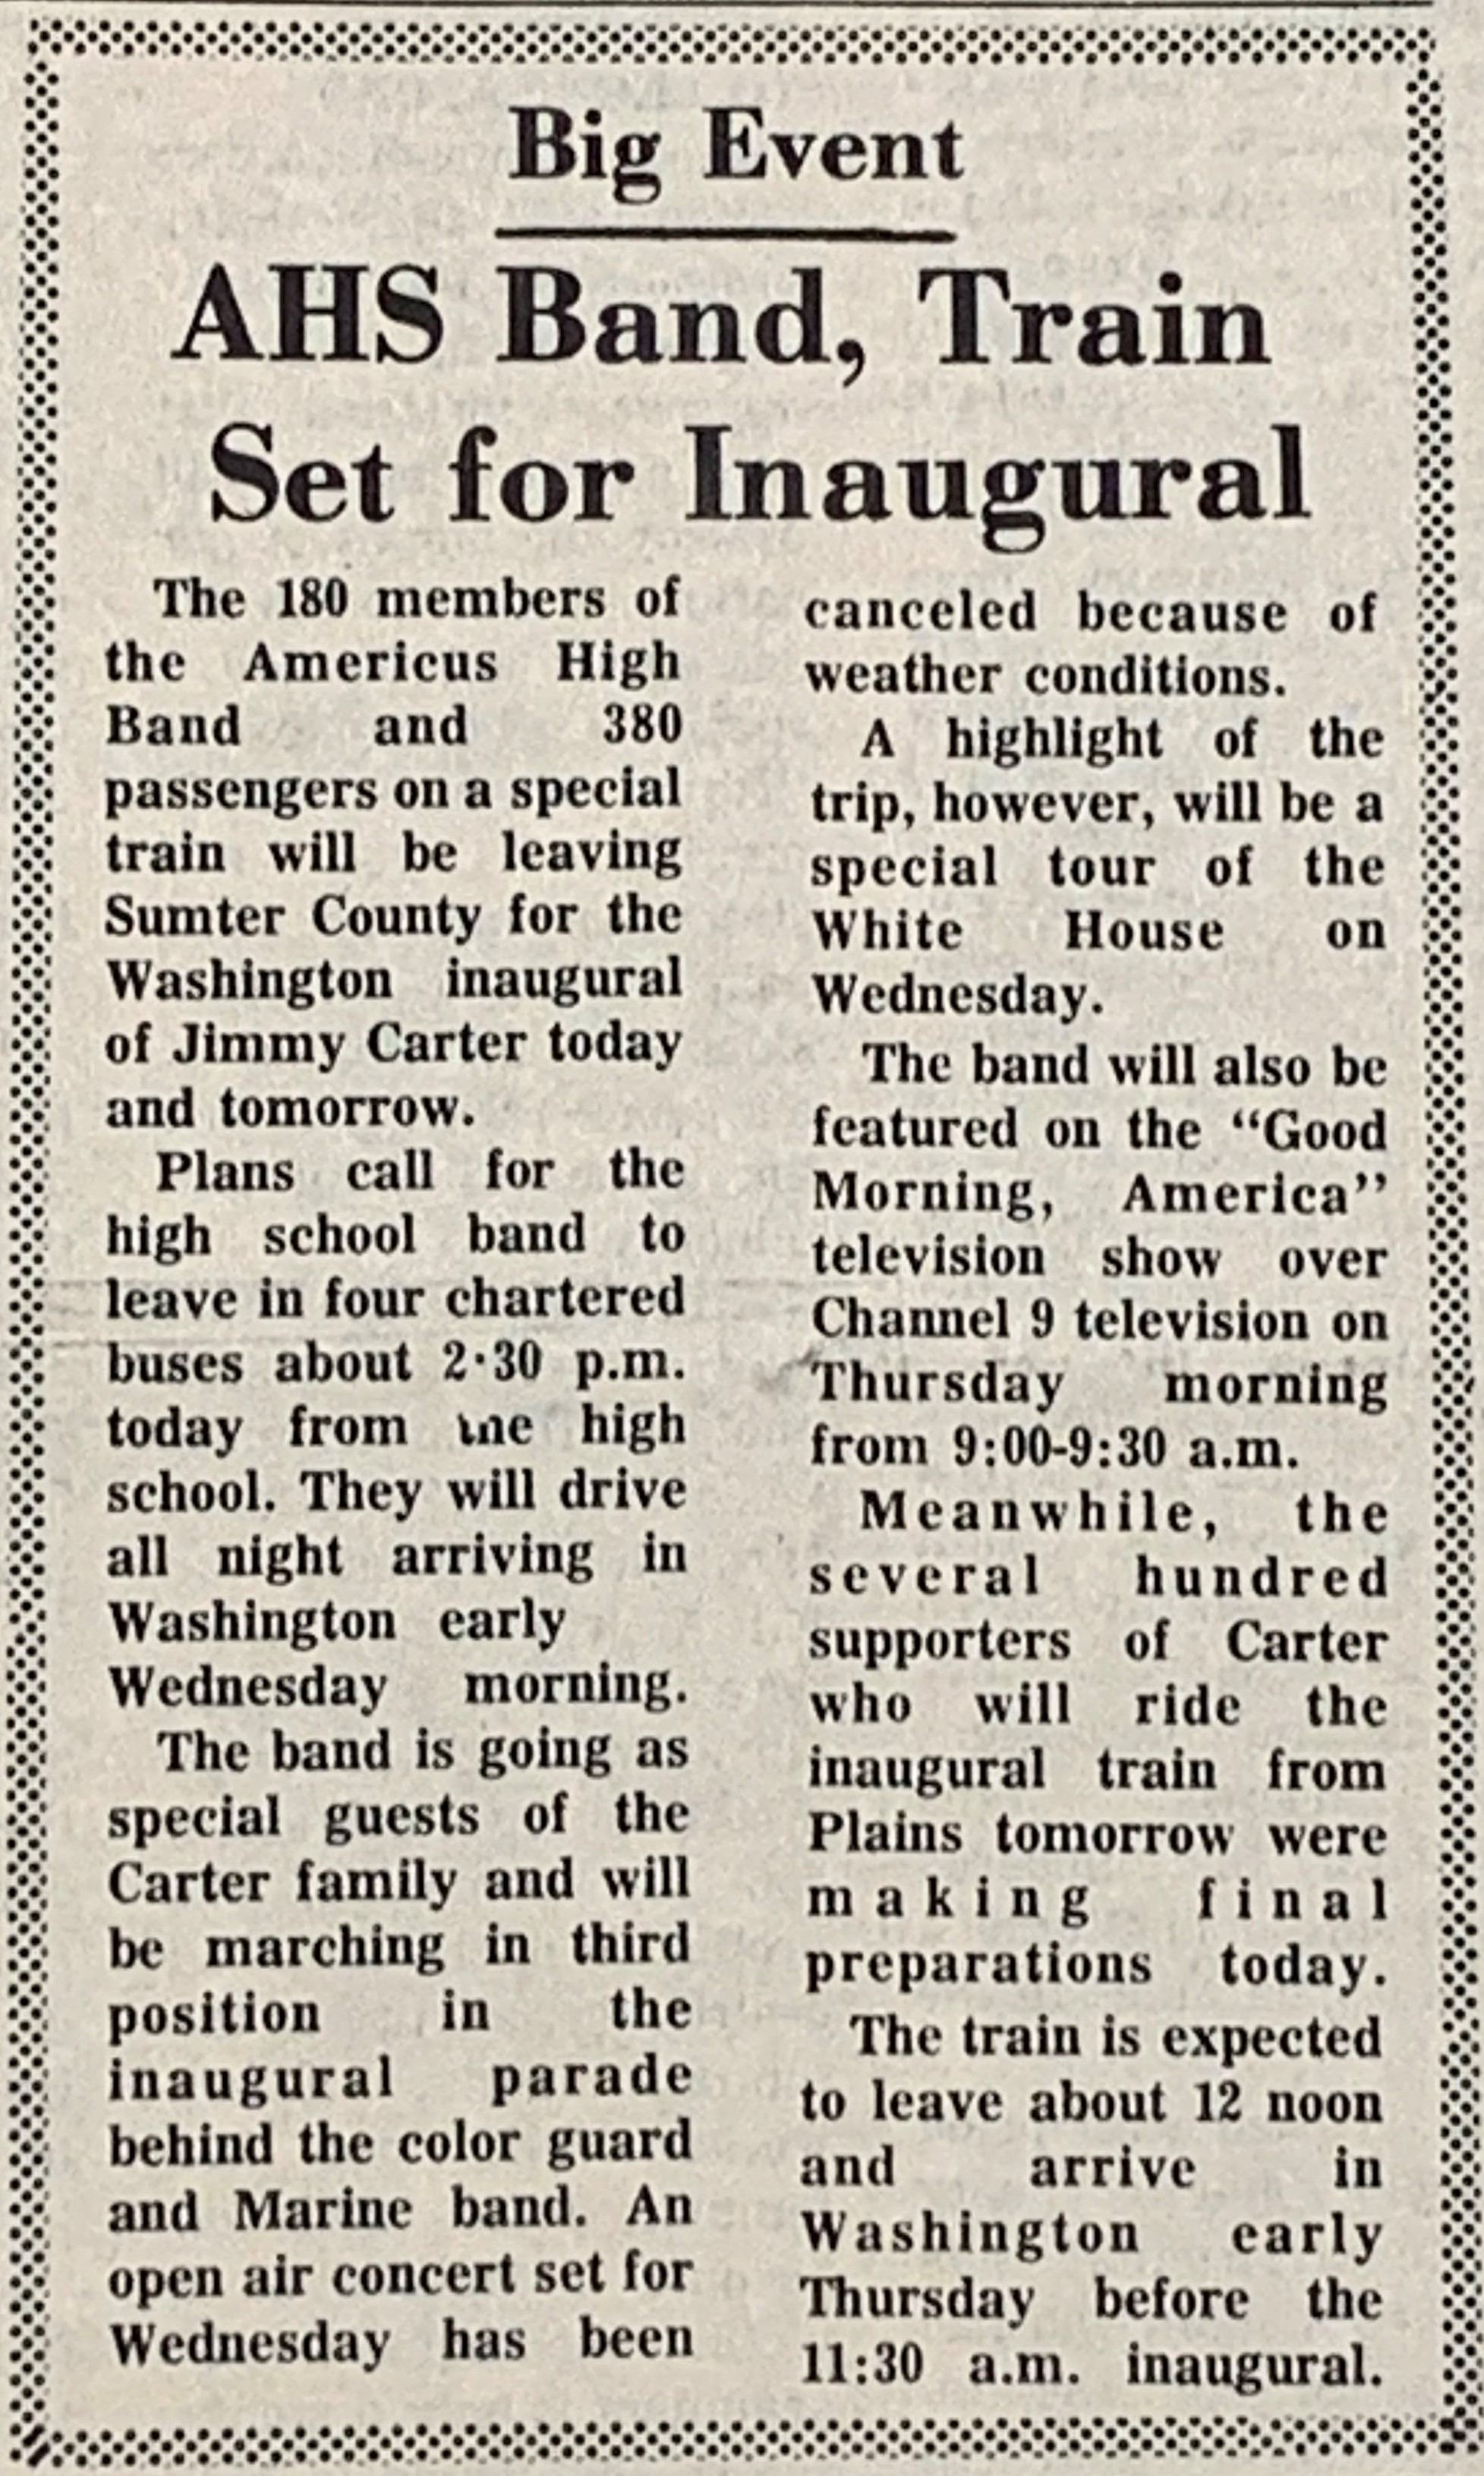 Big Event
AHS Band, Train
Set for Inaugural
The 180 members of
the Americus High
Band and 380
passengers on a special
train will be leaving
Sumter County for the
Washington inaugural
of Jimmy Carter today
and tomorrow.
Plans call for the
high school band to
leave in four chartered
buses about 2·30 p.m.
today from the high
school. They will drive
all night arriving in
Washington early
Wednesday morning.
The band is going as
special guests of the
Carter family and will
be marching in third
position in the
inaugural parade
behind the color guard
and Marine band. An
open air concert set for
Wednesday has been
canceled because of
weather conditions.
A highlight of the
trip, however, will be a
special tour of the
White House on
Wednesday.
The band will also be
featured on the “Good
Morning, America”
television show over
Channel 9 television on
Thursday morning
from 9:00-9:30 a.m.
Meanwhile, the
several hundred
supporters of Carter
who will ride the
inaugural train from
Plains tomorrow were
making final
preparations today.
The train is expected
to leave about 12 noon
and arrive in
Washington early
Thursday before the
11:30 a.m. inaugural.